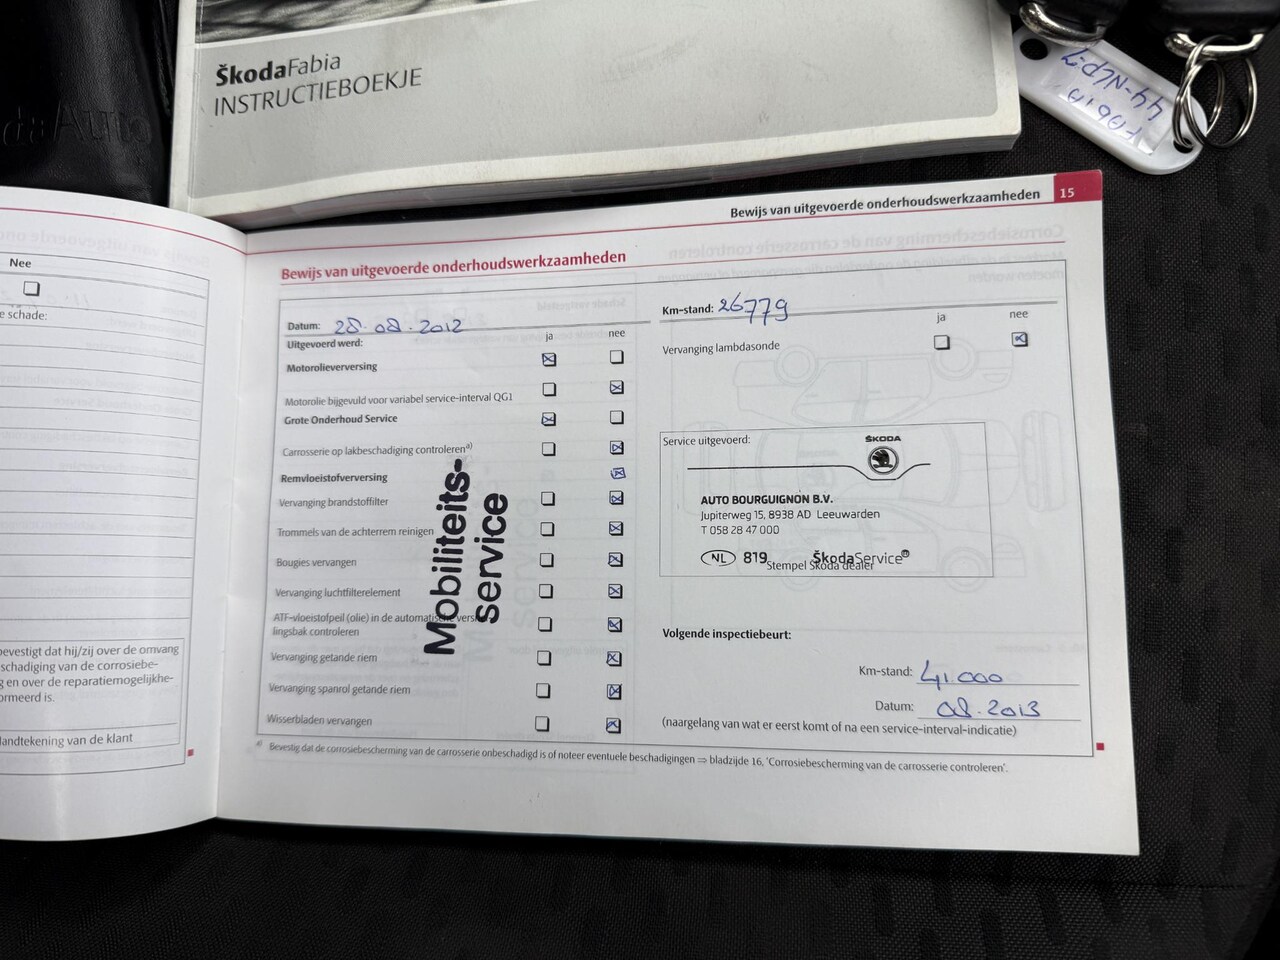 ŠkodaFabia
INSTRUCTIEBOEKJE
FABIA
44-NLD-7
Nee
e schade:
bevestigt dat hij/zij over de omvang
schadiging van de corrosiebe-
g en over de reparatiemogelijkhe-
ormeerd is.
landtekening van de klant
Bewijs van uitgevoerde onderhoudswerkzaamheden 15
Bewijs van uitgevoerde onderhoudswerkzaamheden
Datum: 28.08.2012
Uitgevoerd werd: ja nee
Motorolieverversing
Motorolie bijgevuld voor variabel service-interval QG1
Grote Onderhoud Service
Carrosserie op lakbeschadiging controleren a)
Remvloeistofverversing
Vervanging brandstoffilter
Trommels van de achterrem reinigen
Bougies vervangen
Vervanging luchtfilterelement
ATF-vloeistofpeil (olie) in de automatische versnel-
lingsbak controleren
Vervanging getande riem
Vervanging spanrol getande riem
Wisserbladen vervangen
Mobiliteits-
service
Km-stand: 26779
ja nee
Vervanging lambdasonde
Service uitgevoerd:
ŠKODA
AUTO BOURGUIGNON B.V.
Jupiterweg 15, 8938 AD Leeuwarden
T 058 28 47 000
NL 819 ŠkodaService®
Stempel Škoda dealer
Volgende inspectiebeurt:
Km-stand: 41.000
Datum: 08.2013
(naargelang van wat er eerst komt of na een service-interval-indicatie)
a) Bevestig dat de corrosiebescherming van de carrosserie onbeschadigd is of noteer eventuele beschadigingen ⇒ bladzijde 16, 'Corrosiebescherming van de carrosserie controleren'.